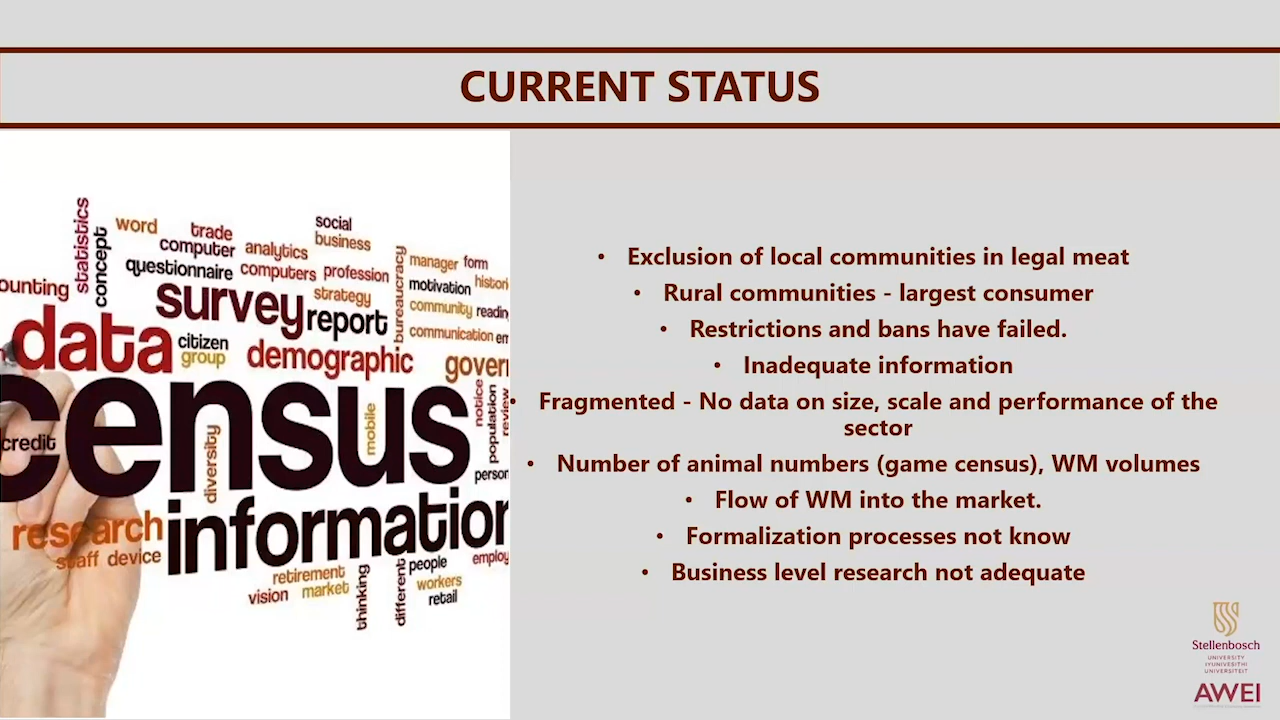 CURRENT STATUS
statistics
concept
word
trade
social
computer
analytics
business
questionnaire
computers
profession
bureaucracy
manager
form
motivation
strategy
survey
report
community
communication
data
citizen
group
demographic
census
credit
diversity
mobile
notice
population
review
research
information
staff
device
retirement
vision
market
thinking
different
people
workers
retail
• Exclusion of local communities in legal meat
• Rural communities - largest consumer
• Restrictions and bans have failed.
• Inadequate information
• Fragmented - No data on size, scale and performance of the
sector
• Number of animal numbers (game census), WM volumes
• Flow of WM into the market.
• Formalization processes not know
• Business level research not adequate
Stellenbosch
UNIVERSITY
IYUNIVESITHI
UNIVERSITEIT
AWEI